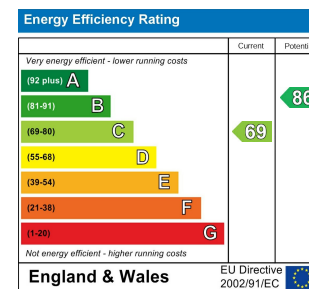 Energy Efficiency Rating
Current Potenti
Very energy efficient - lower running costs
(92 plus) A
(81-91) B
86
(69-80) C
69
(55-68) D
(39-54) E
(21-38) F
(1-20) G
Not energy efficient - higher running costs
England & Wales
EU Directive
2002/91/EC